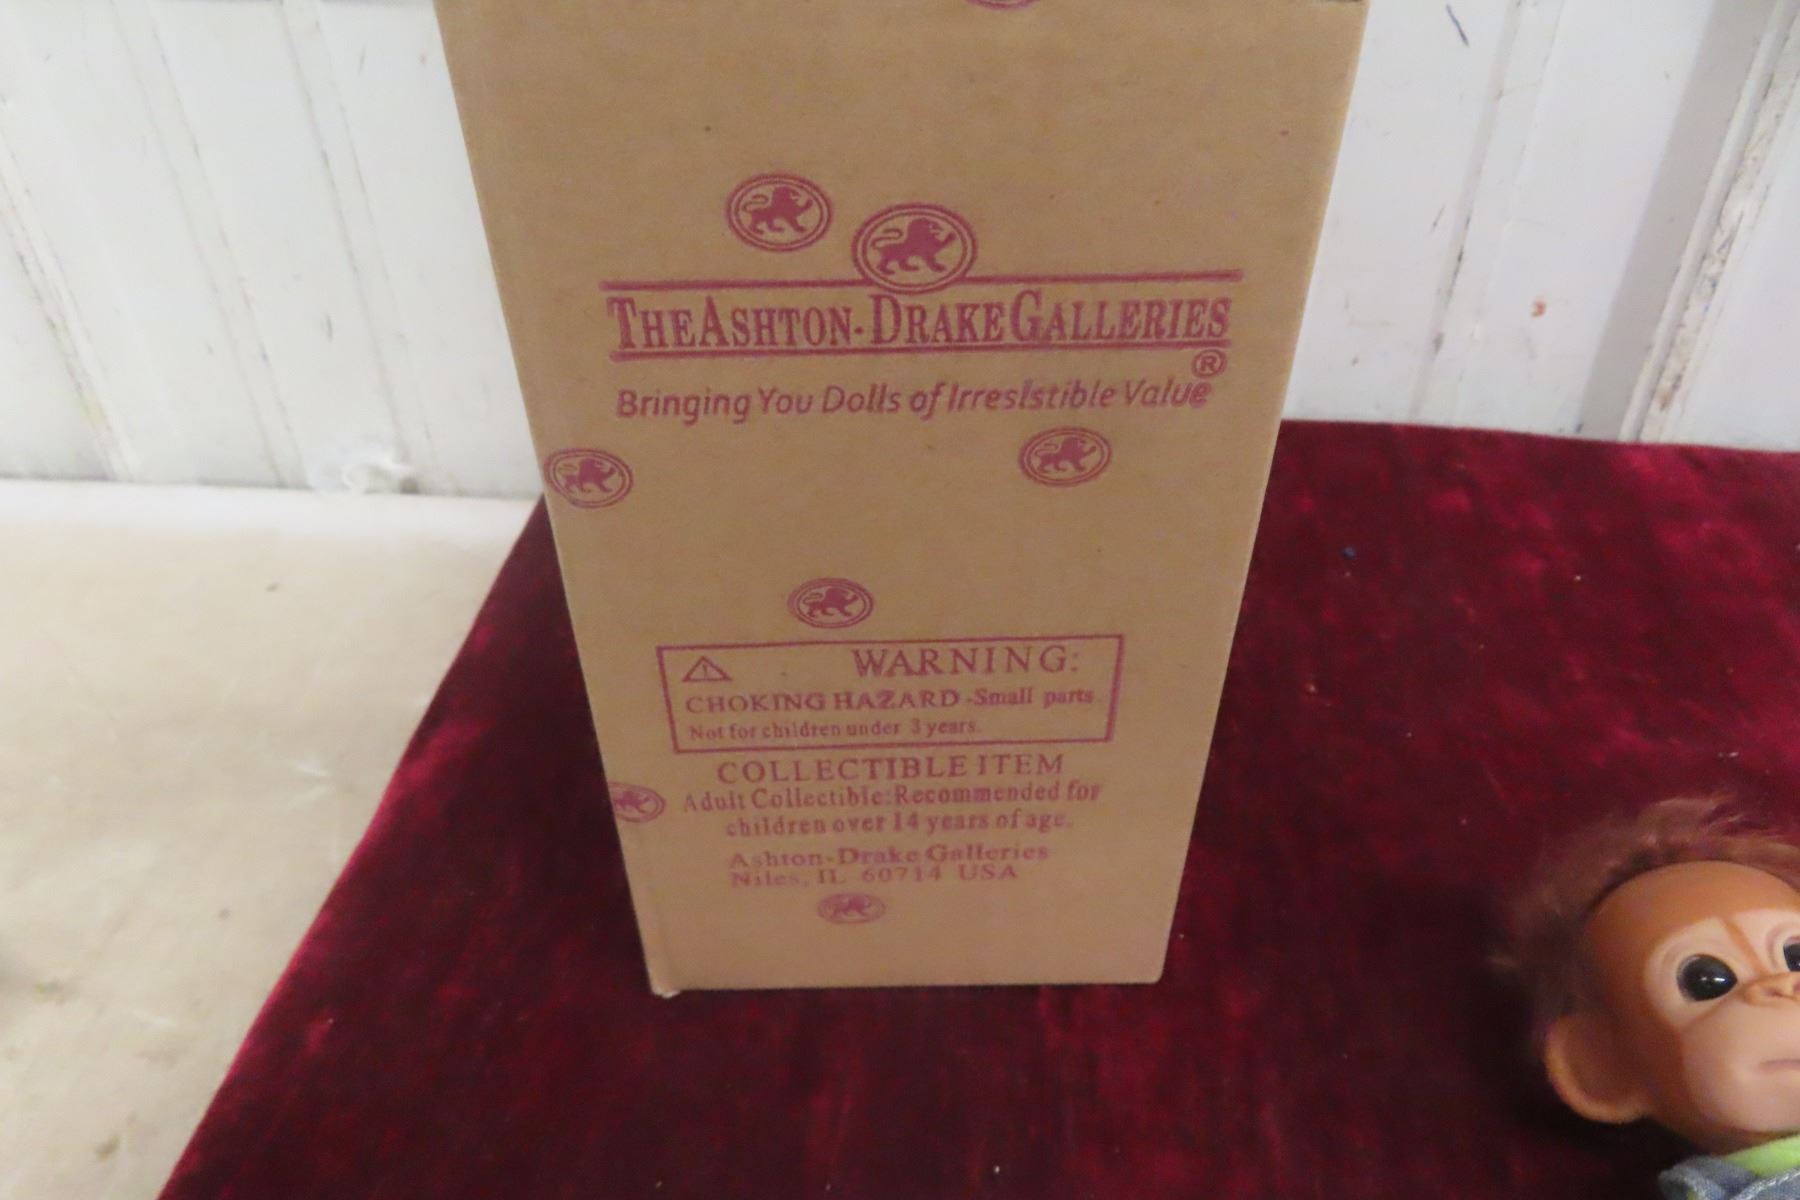 THE ASHTON-DRAKE GALLERIES
®
Bringing You Dolls of Irresistible Value
WARNING:
CHOKING HAZARD-Small parts.
Not for children under 3 years.
COLLECTIBLE ITEM
Adult Collectible:Recommended for
children over 14 years of age.
Ashton-Drake Galleries
Niles, IL 60714 USA